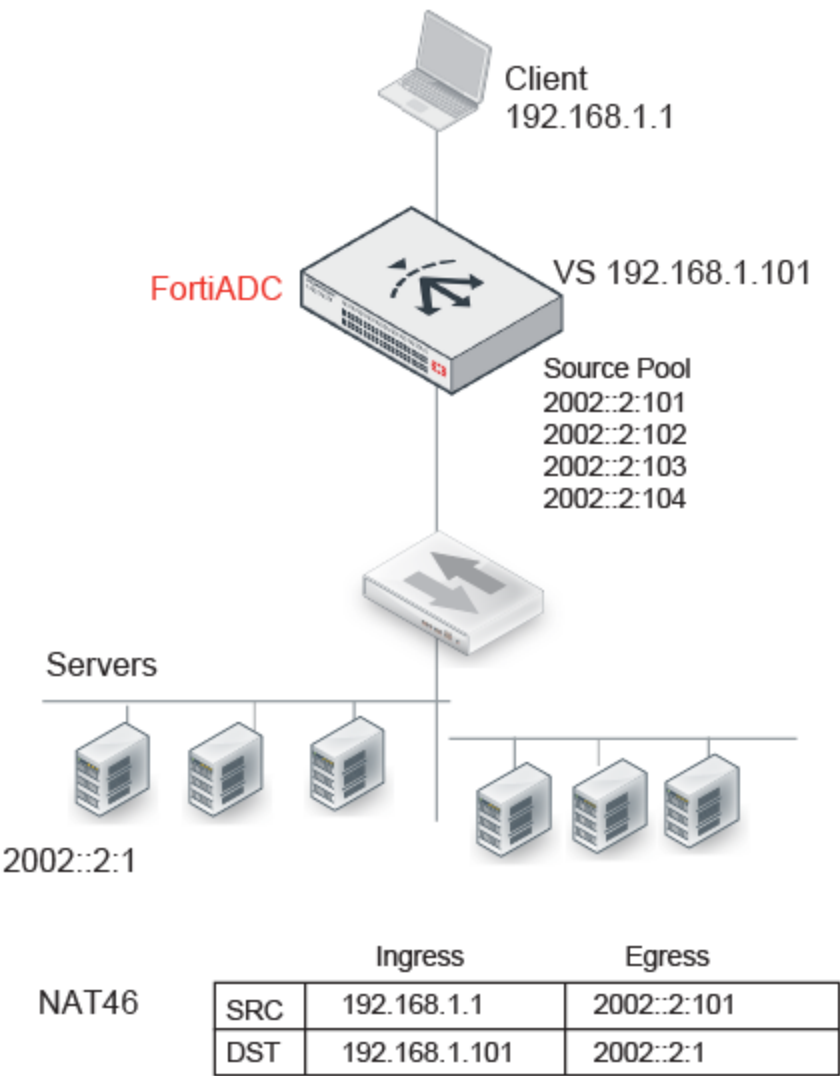 Client
192.168.1.1
FortiADC
VS 192.168.1.101
Source Pool
2002::2:101
2002::2:102
2002::2:103
2002::2:104
Servers
2002::2:1
Ingress Egress
NAT46
SRC 192.168.1.1 2002::2:101
DST 192.168.1.101 2002::2:1